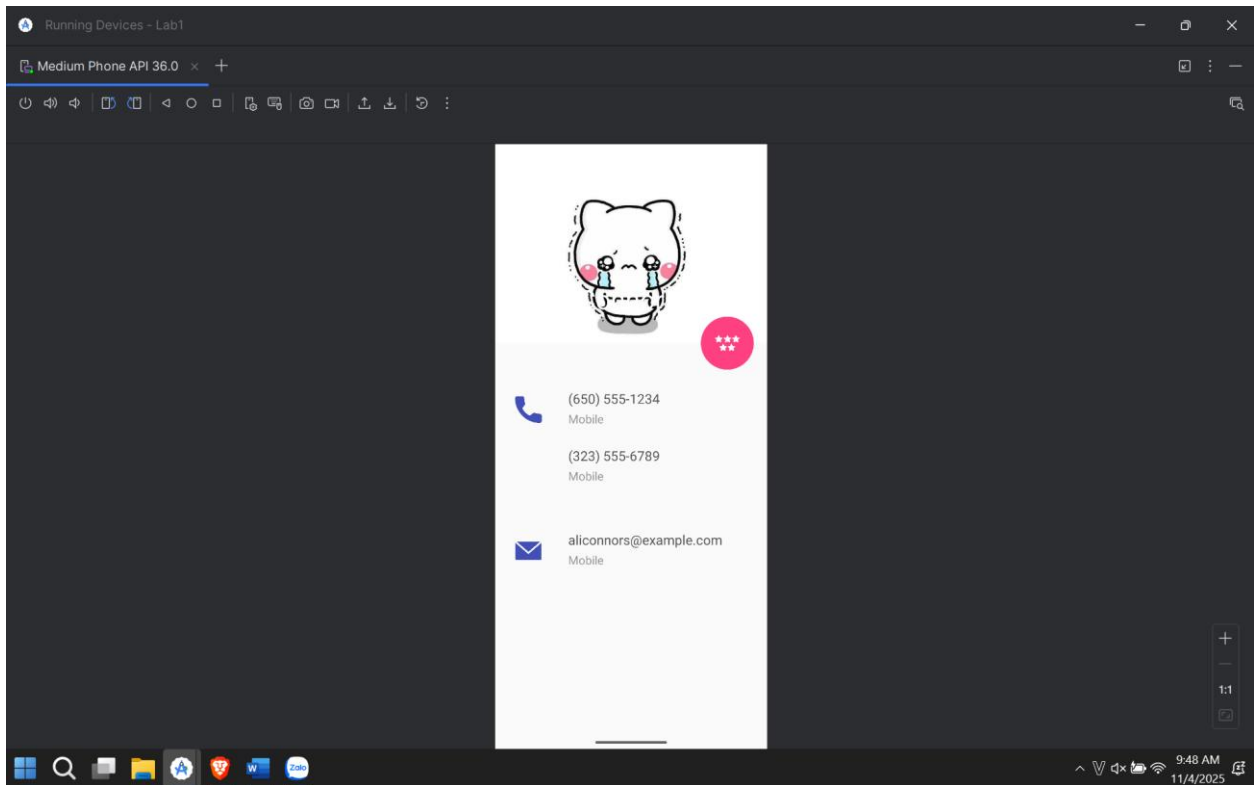 Running Devices - Lab1
Medium Phone API 36.0
(650) 555-1234
Mobile
(323) 555-6789
Mobile
aliconnors@example.com
Mobile
1:1
W
Zalo
9:48 AM
11/4/2025